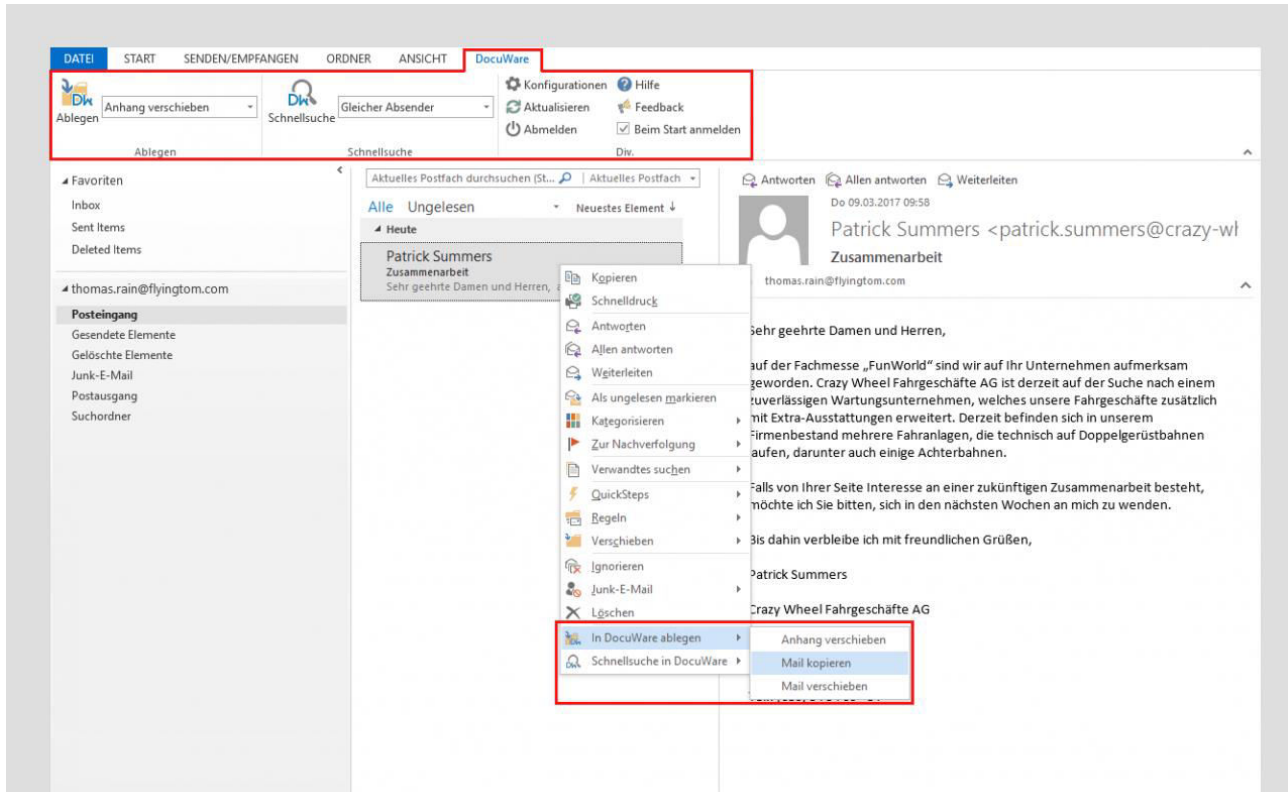 DATEI START SENDEN/EMPFANGEN ORDNER ANSICHT DocuWare
Ablegen
Anhang verschieben
Ablegen
Schnellsuche
Gleicher Absender
Schnellsuche
Konfigurationen Hilfe
Aktualisieren Feedback
Abmelden Beim Start anmelden
Div.
Favoriten
Inbox
Sent Items
Deleted Items
thomas.rain@flyingtom.com
Posteingang
Gesendete Elemente
Gelöschte Elemente
Junk-E-Mail
Postausgang
Suchordner
Aktuelles Postfach durchsuchen (St... Aktuelles Postfach
Alle Ungelesen Neuestes Element
Heute
Patrick Summers
Zusammenarbeit
Sehr geehrte Damen und Herren,
Kopieren
Schnelldruck
Antworten
Allen antworten
Weiterleiten
Als ungelesen markieren
Kategorisieren
Zur Nachverfolgung
Verwandtes suchen
QuickSteps
Regeln
Verschieben
Ignorieren
Junk-E-Mail
Löschen
In DocuWare ablegen
Schnellsuche in DocuWare
Anhang verschieben
Mail kopieren
Mail verschieben
Antworten Allen antworten Weiterleiten
Do 09.03.2017 09:58
Patrick Summers <patrick.summers@crazy-wh
Zusammenarbeit
thomas.rain@flyingtom.com
Sehr geehrte Damen und Herren,
auf der Fachmesse „FunWorld“ sind wir auf Ihr Unternehmen aufmerksam
geworden. Crazy Wheel Fahrgeschäfte AG ist derzeit auf der Suche nach einem
zuverlässigen Wartungsunternehmen, welches unsere Fahrgeschäfte zusätzlich
mit Extra-Ausstattungen erweitert. Derzeit befinden sich in unserem
Firmenbestand mehrere Fahranlagen, die technisch auf Doppelgerüstbahnen
laufen, darunter auch einige Achterbahnen.
Falls von Ihrer Seite Interesse an einer zukünftigen Zusammenarbeit besteht,
möchte ich Sie bitten, sich in den nächsten Wochen an mich zu wenden.
Bis dahin verbleibe ich mit freundlichen Grüßen,
Patrick Summers
Crazy Wheel Fahrgeschäfte AG